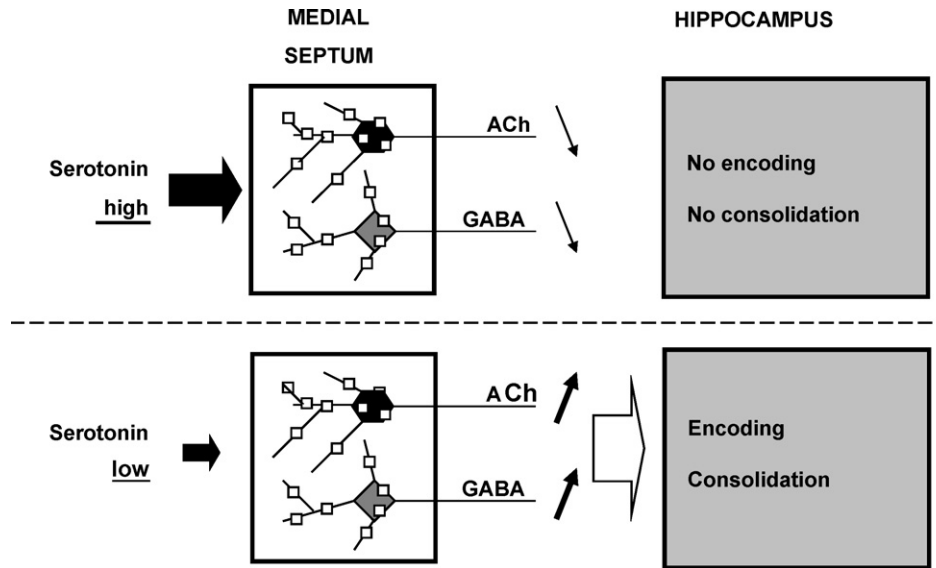 MEDIAL
SEPTUM
HIPPOCAMPUS
Serotonin
high
ACh
GABA
No encoding
No consolidation
Serotonin
low
ACh
GABA
Encoding
Consolidation